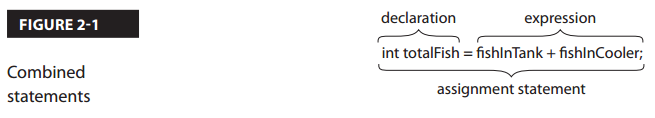 FIGURE 2-1
Combined
statements
declaration expression
int totalFish = fishInTank + fishInCooler;
assignment statement